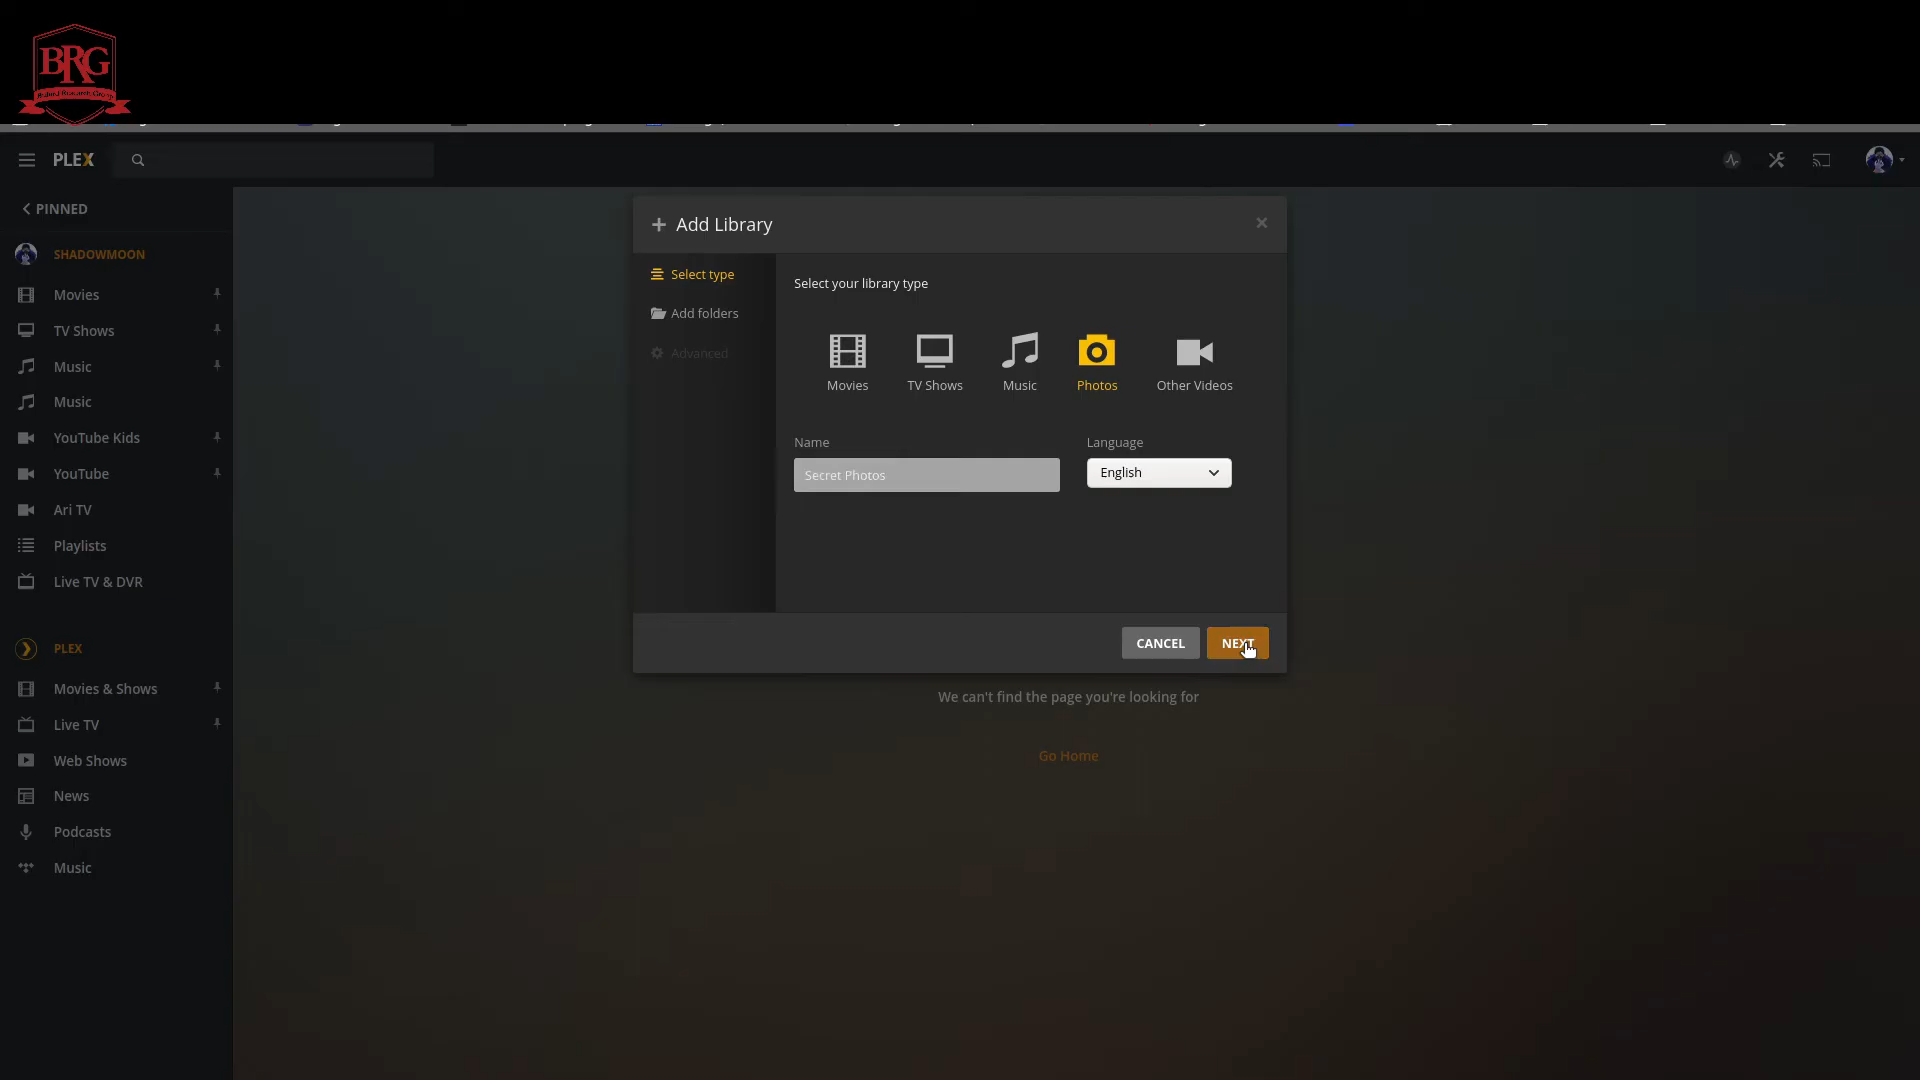 BRG
PLEX
PINNED
SHADOWMOON
Movies
TV Shows
Music
Music
YouTube Kids
YouTube
Ari TV
Playlists
Live TV & DVR
PLEX
Movies & Shows
Live TV
Web Shows
News
Podcasts
Music
Add Library
Select type
Add folders
Advanced
Select your library type
Movies
TV Shows
Music
Photos
Other Videos
Name
Language
Secret Photos
English
CANCEL
NEXT
We can't find the page you're looking for
Go Home